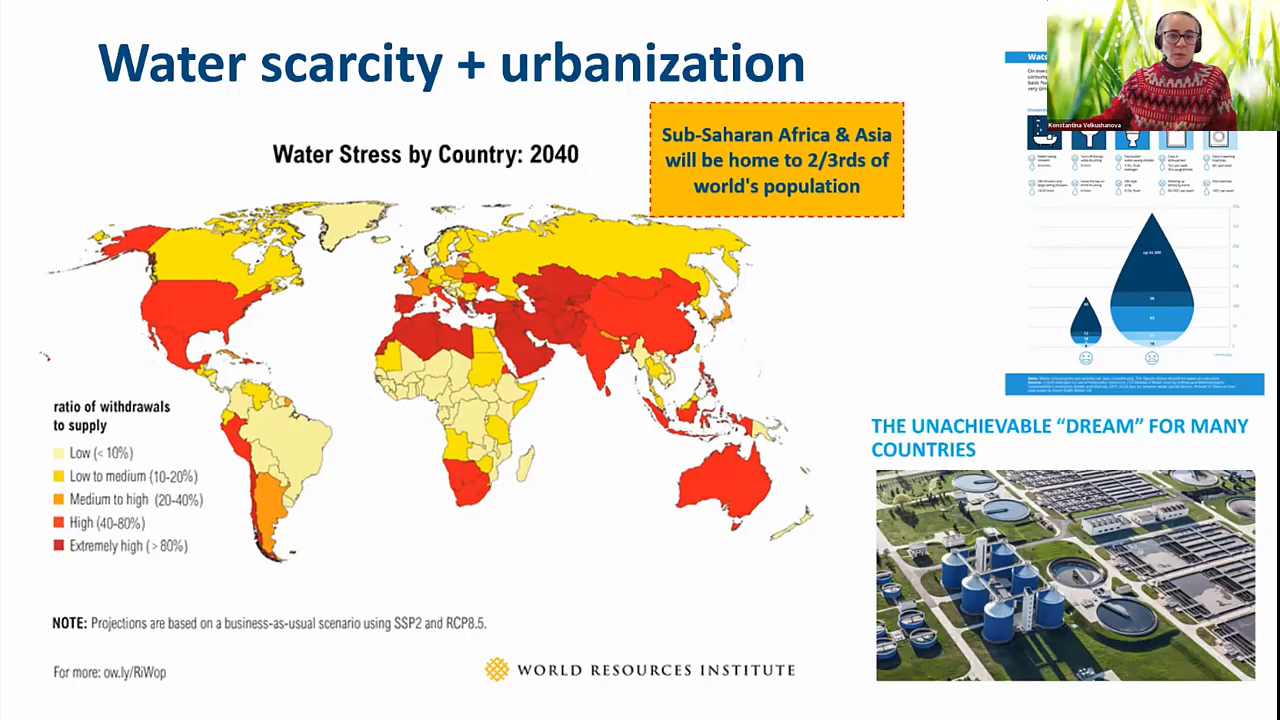 Water scarcity + urbanization
Water Stress by Country: 2040
Sub-Saharan Africa & Asia
will be home to 2/3rds of
world's population
Konstantina Velkushanova
ratio of withdrawals
to supply
Low (< 10%)
Low to medium (10-20%)
Medium to high (20-40%)
High (40-80%)
Extremely high (> 80%)
NOTE: Projections are based on a business-as-usual scenario using SSP2 and RCP8.5.
For more: ow.ly/RiWop
WORLD RESOURCES INSTITUTE
THE UNACHIEVABLE “DREAM” FOR MANY
COUNTRIES